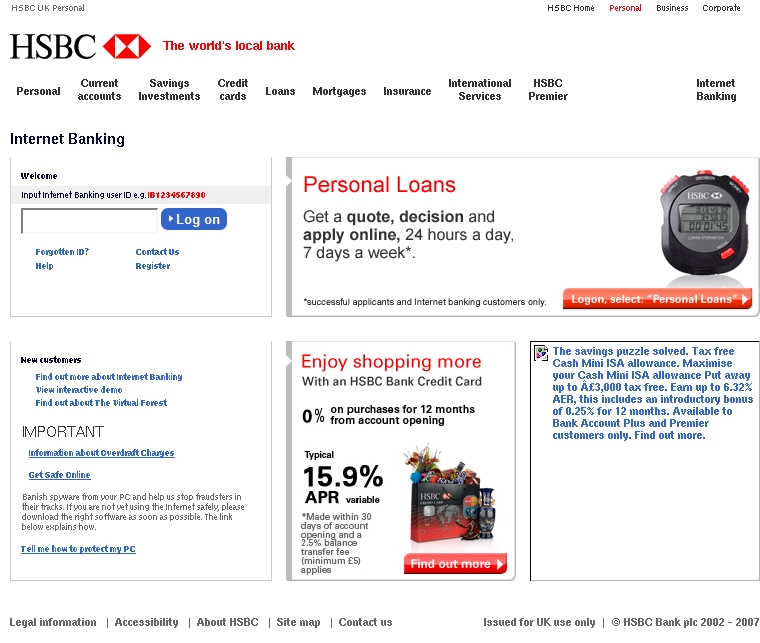 HSBC UK Personal
HSBC Home Personal Business Corporate
HSBC The world's local bank
Personal Current accounts Savings Investments Credit cards Loans Mortgages Insurance International Services HSBC Premier Internet Banking
Internet Banking
Welcome
Input Internet Banking user ID e.g. IB1234567890
Log on
Forgotten ID? Contact Us
Help Register
Personal Loans
Get a quote, decision and
apply online, 24 hours a day,
7 days a week*.
*successful applicants and Internet banking customers only.
Logon, select: "Personal Loans"
HSBC
New customers
Find out more about Internet Banking
View interactive demo
Find out about The Virtual Forest
IMPORTANT
Information about Overdraft Charges
Get Safe Online
Banish spyware from your PC and help us stop fraudsters in
their tracks. If you are not yet using the Internet safely, please
download the right software as soon as possible. The link
below explains how.
Tell me how to protect my PC
Enjoy shopping more
With an HSBC Bank Credit Card
0% on purchases for 12 months
from account opening
Typical
15.9%
APR variable
*Made within 30
days of account
opening and a
2.5% balance
transfer fee
(minimum £5)
applies
HSBC
Find out more
The savings puzzle solved. Tax free
Cash Mini ISA allowance. Maximise
your Cash Mini ISA allowance Put away
up to Â£3,000 tax free. Earn up to 6.32%
AER, this includes an introductory bonus
of 0.25% for 12 months. Available to
Bank Account Plus and Premier
customers only. Find out more.
Legal information | Accessibility | About HSBC | Site map | Contact us
Issued for UK use only | © HSBC Bank plc 2002 - 2007